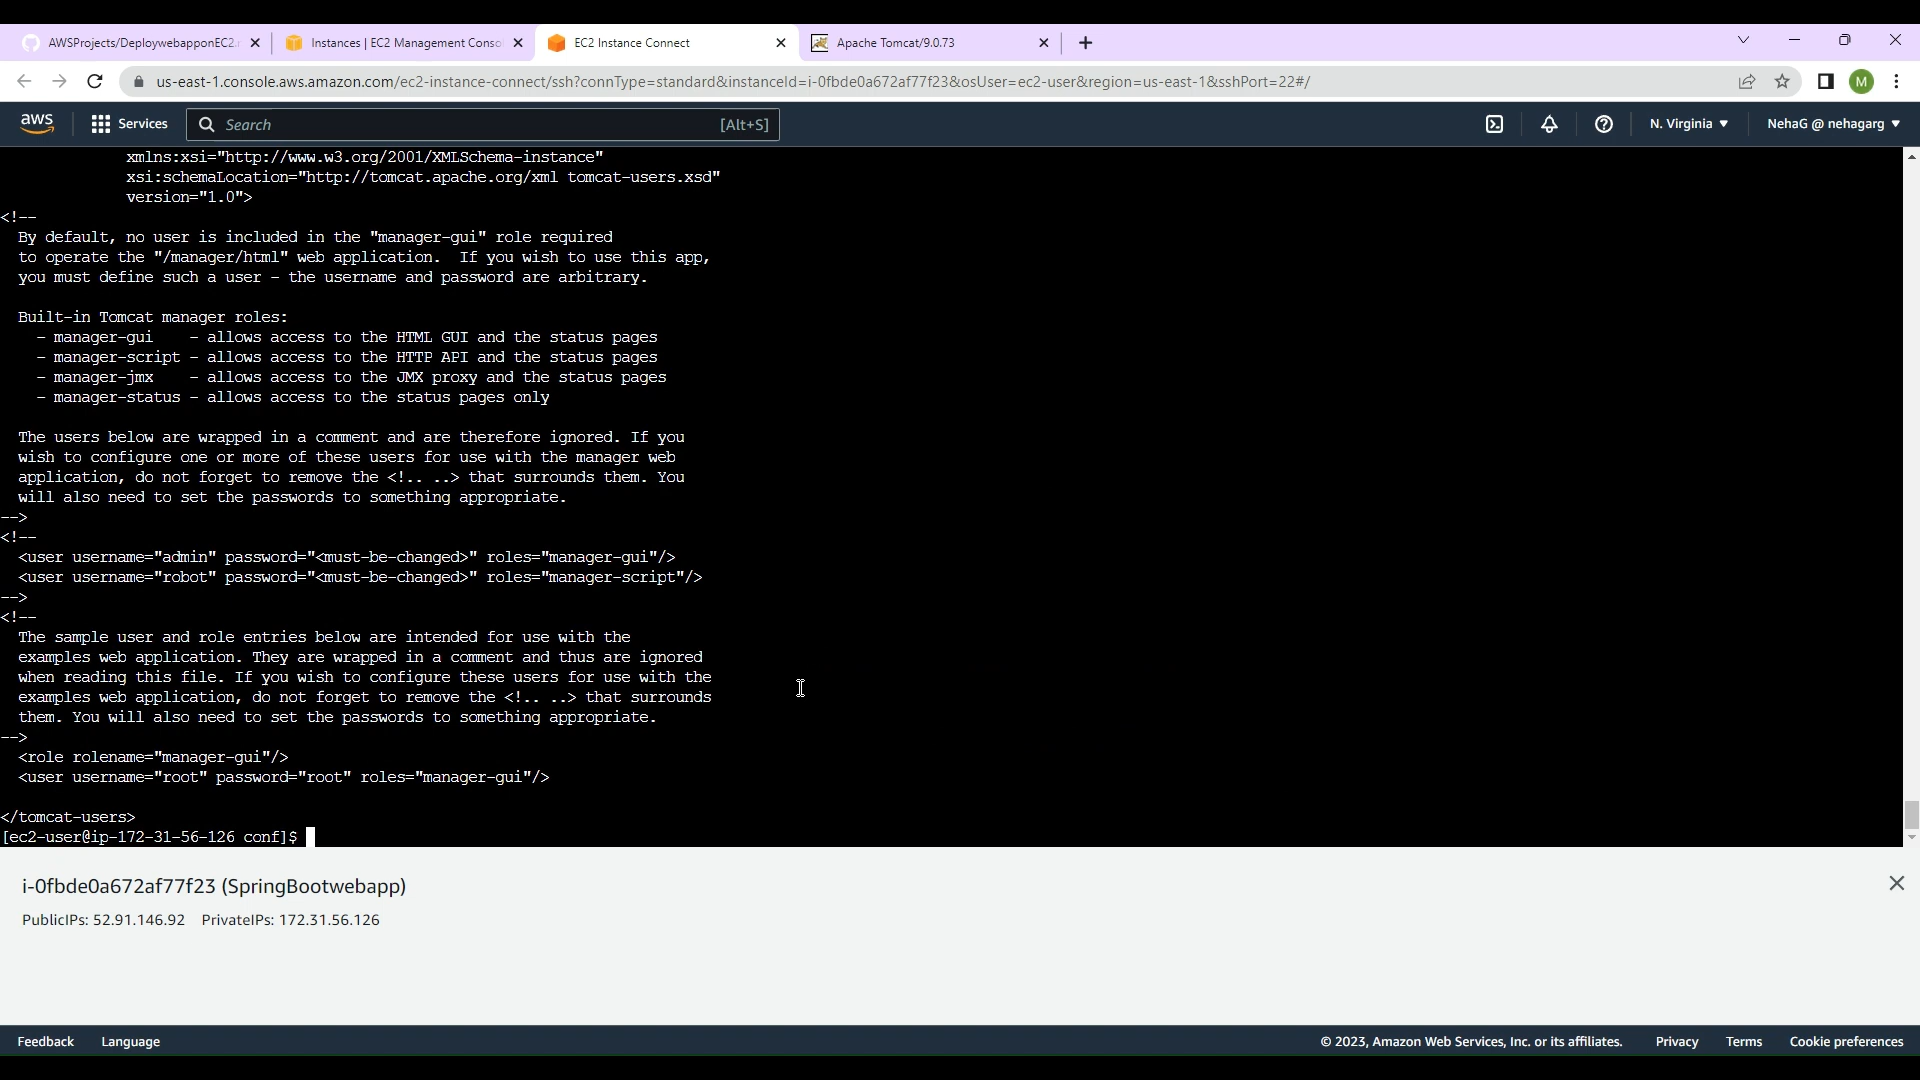 AWSProjects/DeploywebapponEC2.
Instances | EC2 Management Conso
EC2 Instance Connect
Apache Tomcat/9.0.73
us-east-1.console.aws.amazon.com/ec2-instance-connect/ssh?connType=standard&instanceId=i-0fbde0a672af77f23&osUser=ec2-user&region=us-east-1&sshPort=22#/
M
aws
Services
Search
[Alt+S]
N. Virginia
NehaG @ nehagarg
xmlns:xsi="http://www.w3.org/2001/XMLSchema-instance"
xsi:schemaLocation="http://tomcat.apache.org/xml tomcat-users.xsd"
version="1.0">
<!--
By default, no user is included in the "manager-gui" role required
to operate the "/manager/html" web application.  If you wish to use this app,
you must define such a user - the username and password are arbitrary.
Built-in Tomcat manager roles:
- manager-gui    - allows access to the HTML GUI and the status pages
- manager-script - allows access to the HTTP API and the status pages
- manager-jmx    - allows access to the JMX proxy and the status pages
- manager-status - allows access to the status pages only
The users below are wrapped in a comment and are therefore ignored. If you
wish to configure one or more of these users for use with the manager web
application, do not forget to remove the <!.. ..> that surrounds them. You
will also need to set the passwords to something appropriate.
-->
<!--
<user username="admin" password="<must-be-changed>" roles="manager-gui"/>
<user username="robot" password="<must-be-changed>" roles="manager-script"/>
-->
<!--
The sample user and role entries below are intended for use with the
examples web application. They are wrapped in a comment and thus are ignored
when reading this file. If you wish to configure these users for use with the
examples web application, do not forget to remove the <!.. ..> that surrounds
them. You will also need to set the passwords to something appropriate.
-->
<role rolename="manager-gui"/>
<user username="root" password="root" roles="manager-gui"/>
</tomcat-users>
[ec2-user@ip-172-31-56-126 conf]$
i-0fbde0a672af77f23 (SpringBootwebapp)
PublicIPs: 52.91.146.92   PrivateIPs: 172.31.56.126
Feedback
Language
© 2023, Amazon Web Services, Inc. or its affiliates.
Privacy
Terms
Cookie preferences